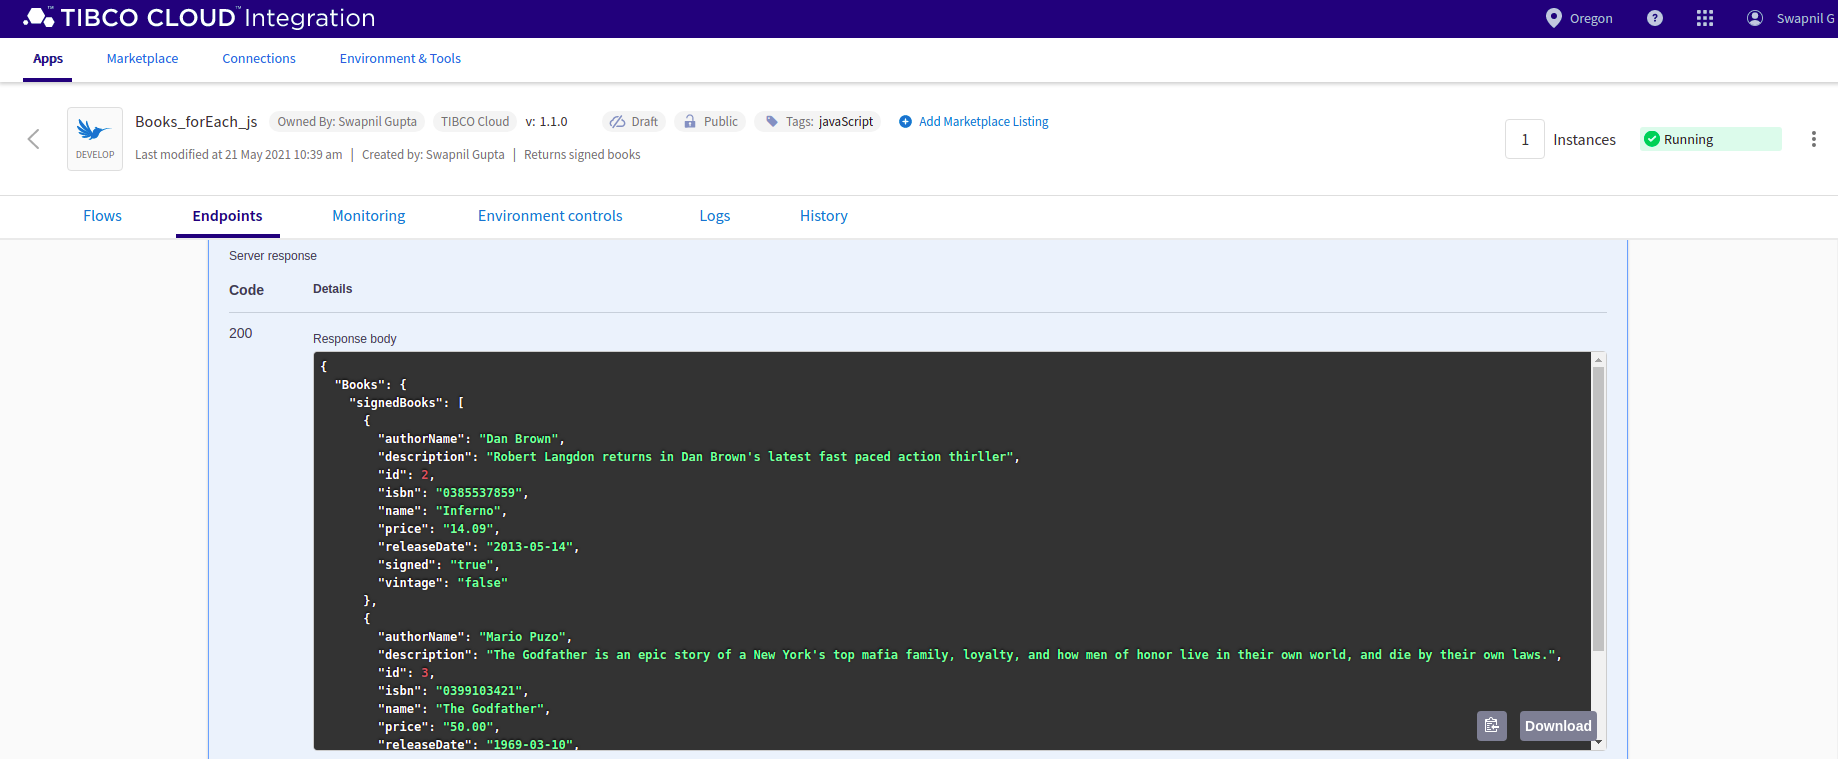 TIBCO CLOUD™ Integration
Oregon
?
Swapnil G
Apps
Marketplace
Connections
Environment & Tools
DEVELOP
Books_forEach_js
Owned By: Swapnil Gupta
TIBCO Cloud
v: 1.1.0
Draft
Public
Tags: javaScript
Add Marketplace Listing
Last modified at 21 May 2021 10:39 am | Created by: Swapnil Gupta | Returns signed books
1
Instances
Running
Flows
Endpoints
Monitoring
Environment controls
Logs
History
Server response
Code
Details
200
Response body
{
"Books": {
"signedBooks": [
{
"authorName": "Dan Brown",
"description": "Robert Langdon returns in Dan Brown's latest fast paced action thirller",
"id": 2,
"isbn": "0385537859",
"name": "Inferno",
"price": "14.09",
"releaseDate": "2013-05-14",
"signed": "true",
"vintage": "false"
},
{
"authorName": "Mario Puzo",
"description": "The Godfather is an epic story of a New York's top mafia family, loyalty, and how men of honor live in their own world, and die by their own laws.",
"id": 3,
"isbn": "0399103421",
"name": "The Godfather",
"price": "50.00",
"releaseDate": "1969-03-10",
Download